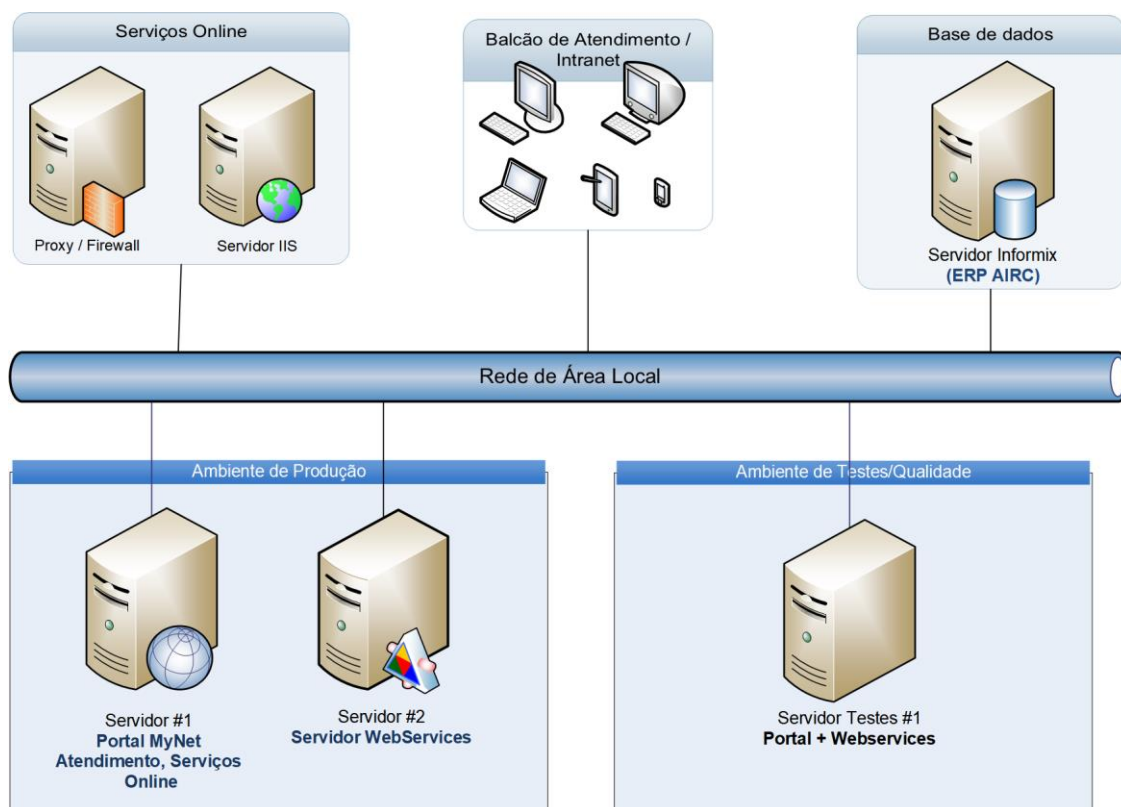 Serviços Online
Proxy / Firewall
Servidor IIS
Balcão de Atendimento /
Intranet
Base de dados
Servidor Informix
(ERP AIRC)
Rede de Área Local
Ambiente de Produção
Servidor #1
Portal MyNet
Atendimento, Serviços
Online
Servidor #2
Servidor WebServices
Ambiente de Testes/Qualidade
Servidor Testes #1
Portal + Webservices